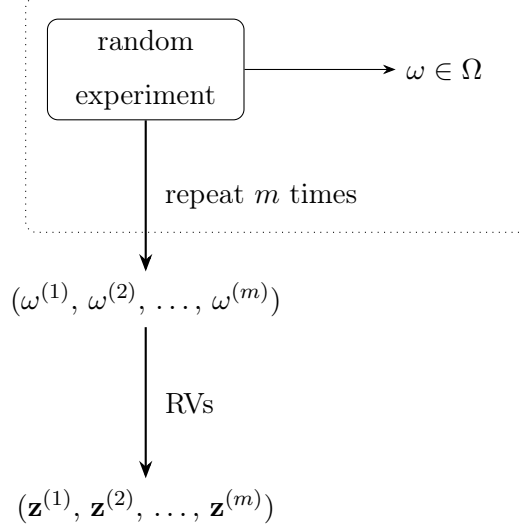 random
experiment
ω ∈ Ω
repeat m times
(ω^{(1)}, ω^{(2)}, …, ω^{(m)})
RVs
(𝐳^{(1)}, 𝐳^{(2)}, …, 𝐳^{(m)})